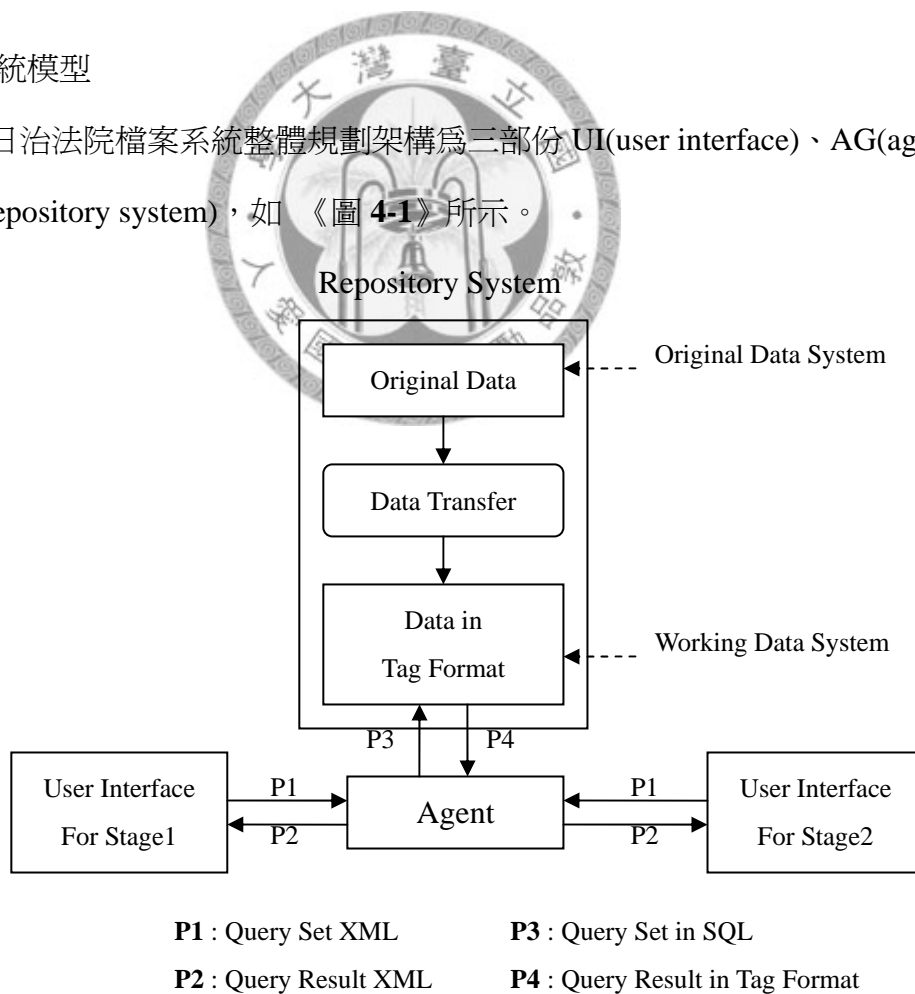 統模型
日治法院檔案系統整體規劃架構為三部份 UI(user interface)、AG(ag
epository system)，如 《圖 4-1》所示。
Repository System
Original Data
Original Data System
Data Transfer
Data in
Tag Format
Working Data System
P3 P4
User Interface
For Stage1
P1
P2
Agent
P1
P2
User Interface
For Stage2
P1 : Query Set XML
P3 : Query Set in SQL
P2 : Query Result XML
P4 : Query Result in Tag Format